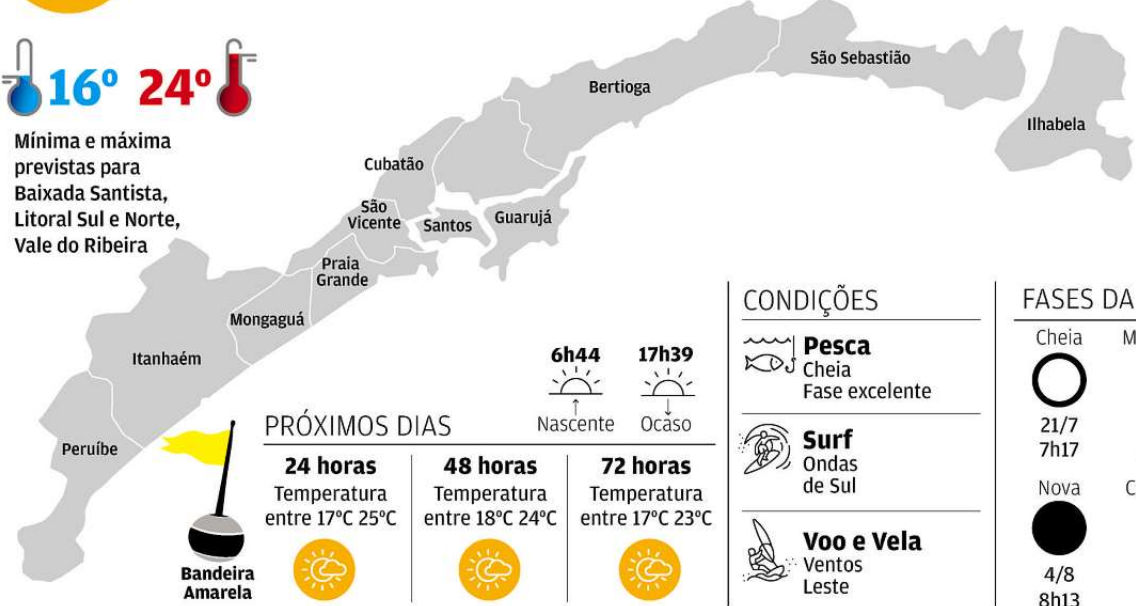 16º 24º
Mínima e máxima
previstas para
Baixada Santista,
Litoral Sul e Norte,
Vale do Ribeira
São Sebastião
Bertioga
Ilhabela
Cubatão
São
Vicente
Santos
Guarujá
Praia
Grande
Mongaguá
Itanhaém
Peruíbe
Bandeira
Amarela
6h44
Nascente
17h39
Ocaso
PRÓXIMOS DIAS
24 horas
Temperatura
entre 17ºC 25ºC
48 horas
Temperatura
entre 18ºC 24ºC
72 horas
Temperatura
entre 17ºC 23ºC
CONDIÇÕES
Pesca
Cheia
Fase excelente
Surf
Ondas
de Sul
Voo e Vela
Ventos
Leste
FASES DA
Cheia
21/7
7h17
Nova
4/8
8h13